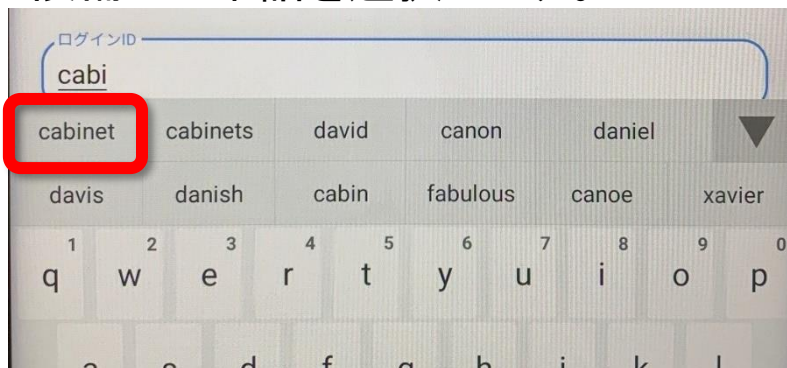 ログインID
cabi
cabinet cabinets david canon daniel
davis danish cabin fabulous canoe xavier
1 2 3 4 5 6 7 8 9 0
q w e r t y u i o p